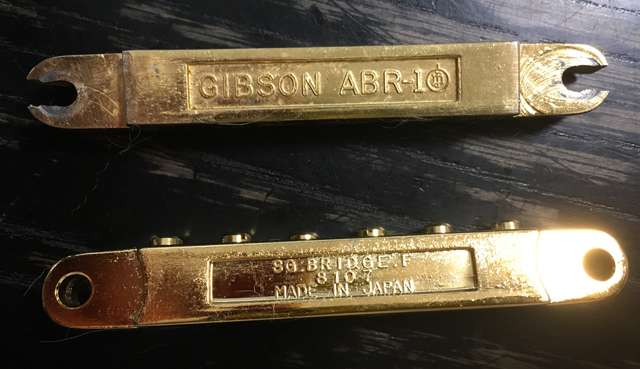 GIBSON ABR-1
SG.BRIDGE.F
8107
MADE IN JAPAN